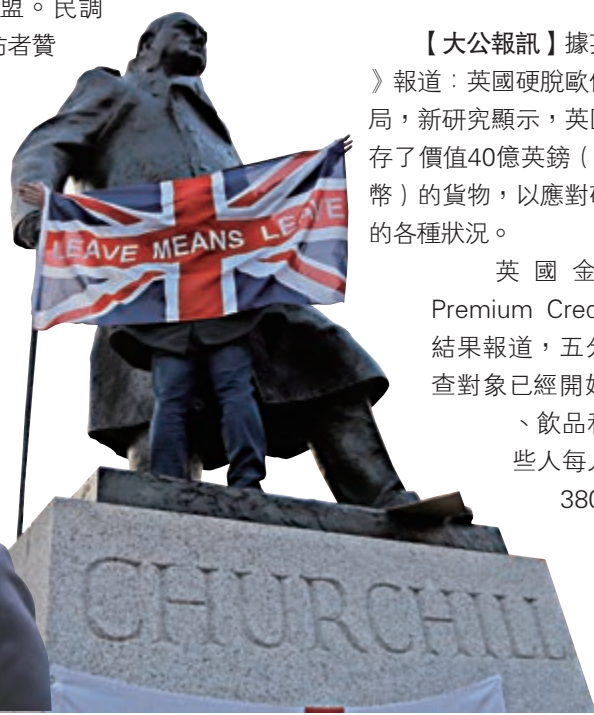 盟。民調
者贊
【大公報訊】據英
》報道：英國硬脫歐
局，新研究顯示，英國
存了價值40億英鎊（
幣）的貨物，以應對
的各種狀況。
英國金
Premium Cred
結果報道，五分
查對象已經開始
、飲品和
些人每人
380
LEAVE MEANS LEAVE
CHURCHILL